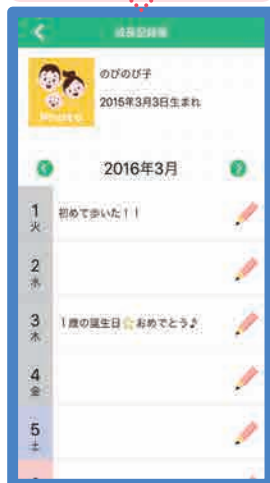 成長記録帳
のびのび子
2015年3月3日生まれ
2016年3月
1
火
初めて歩いた！！
2
水
3
木
1歳の誕生日☆おめでとう♪
4
金
5
土